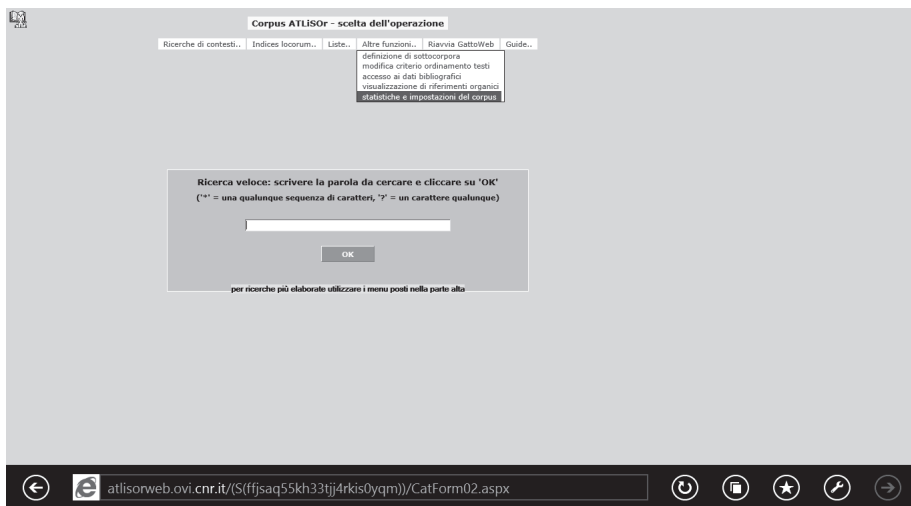 Corpus ATLiSOr - scelta dell'operazione
Ricerche di contesti.. Indices locorum.. Liste.. Altre funzioni.. Riavvia GattoWeb Guide..
definizione di sottocorpora
modifica criterio ordinamento testi
accesso ai dati bibliografici
visualizzazione di riferimenti organici
statistiche e impostazioni del corpus
Ricerca veloce: scrivere la parola da cercare e cliccare su 'OK'
('*' = una qualunque sequenza di caratteri, '?' = un carattere qualunque)
OK
per ricerche più elaborate utilizzare i menu posti nella parte alta
atlisorweb.ovi.cnr.it/(S(ffjsaq55kh33tjj4rkis0yqm))/CatForm02.aspx